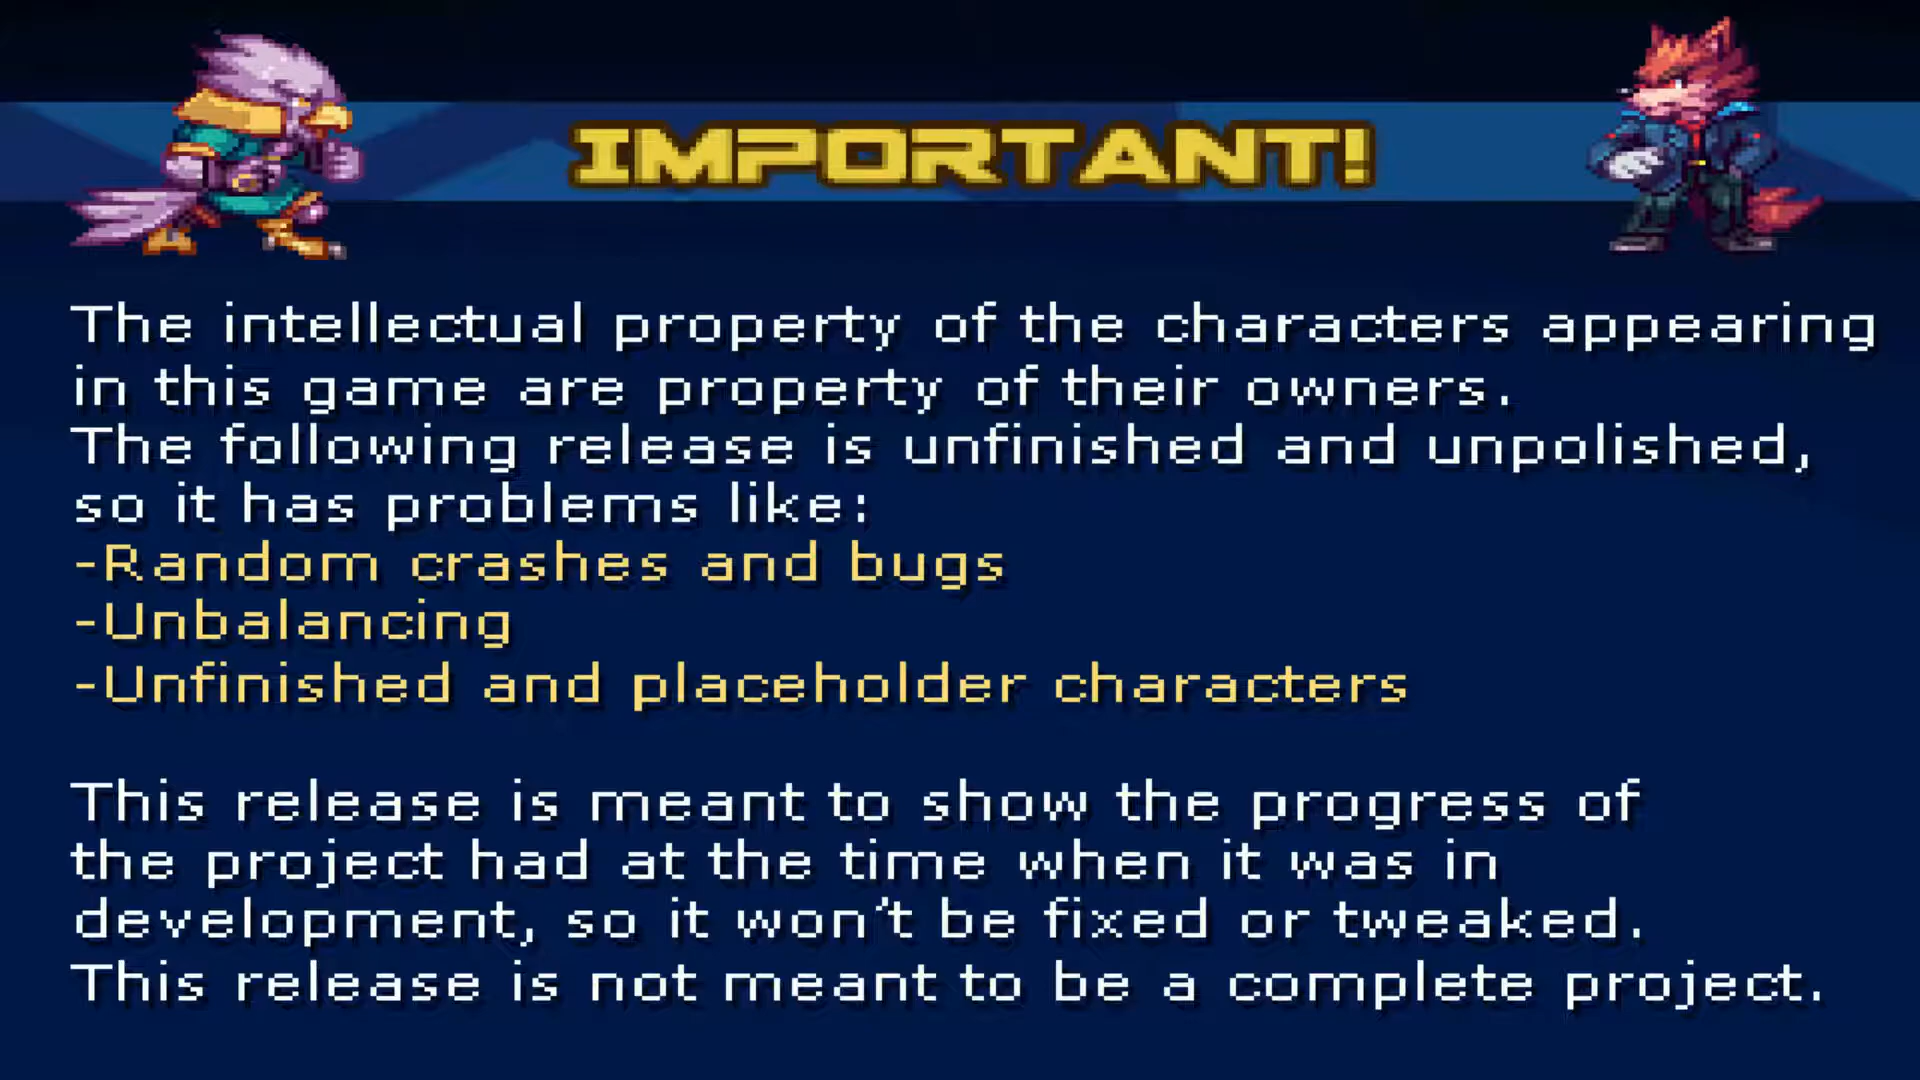 IMPORTANT!
The intellectual property of the characters appearing
in this game are property of their owners.
The following release is unfinished and unpolished,
so it has problems like:
-Random crashes and bugs
-Unbalancing
-Unfinished and placeholder characters
This release is meant to show the progress of
the project had at the time when it was in
development, so it won't be fixed or tweaked.
This release is not meant to be a complete project.